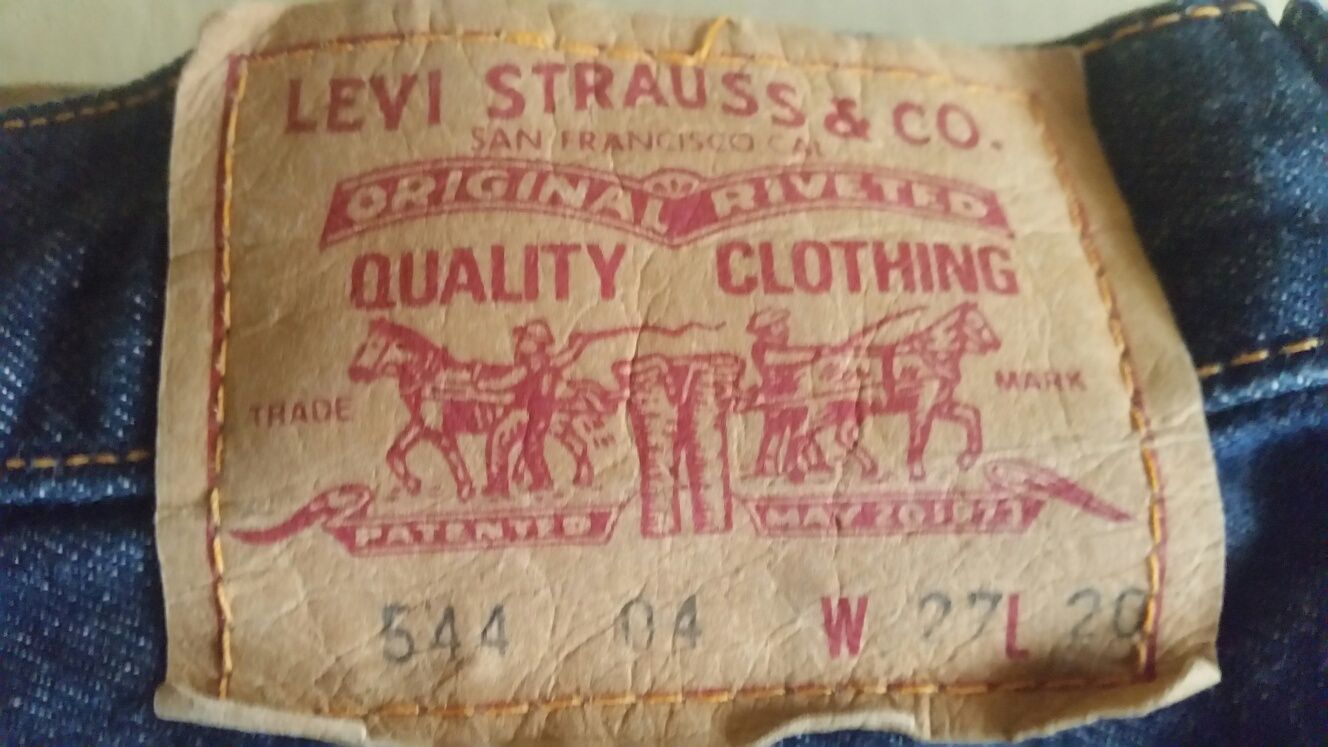 LEVI STRAUSS & CO.
SAN FRANCISCO CAL
ORIGINAL RIVETED
QUALITY CLOTHING
TRADE MARK
PATENTED MAY 20 1873
544 04 W 27 L